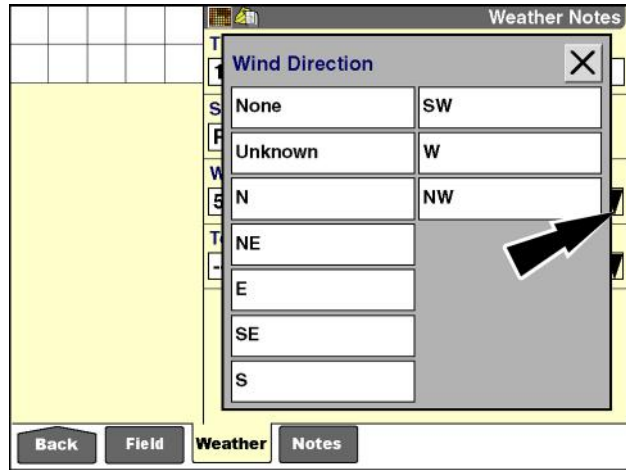 Weather Notes
Wind Direction
None
Unknown
N
NE
E
SE
S
SW
W
NW
Back
Field
Weather
Notes